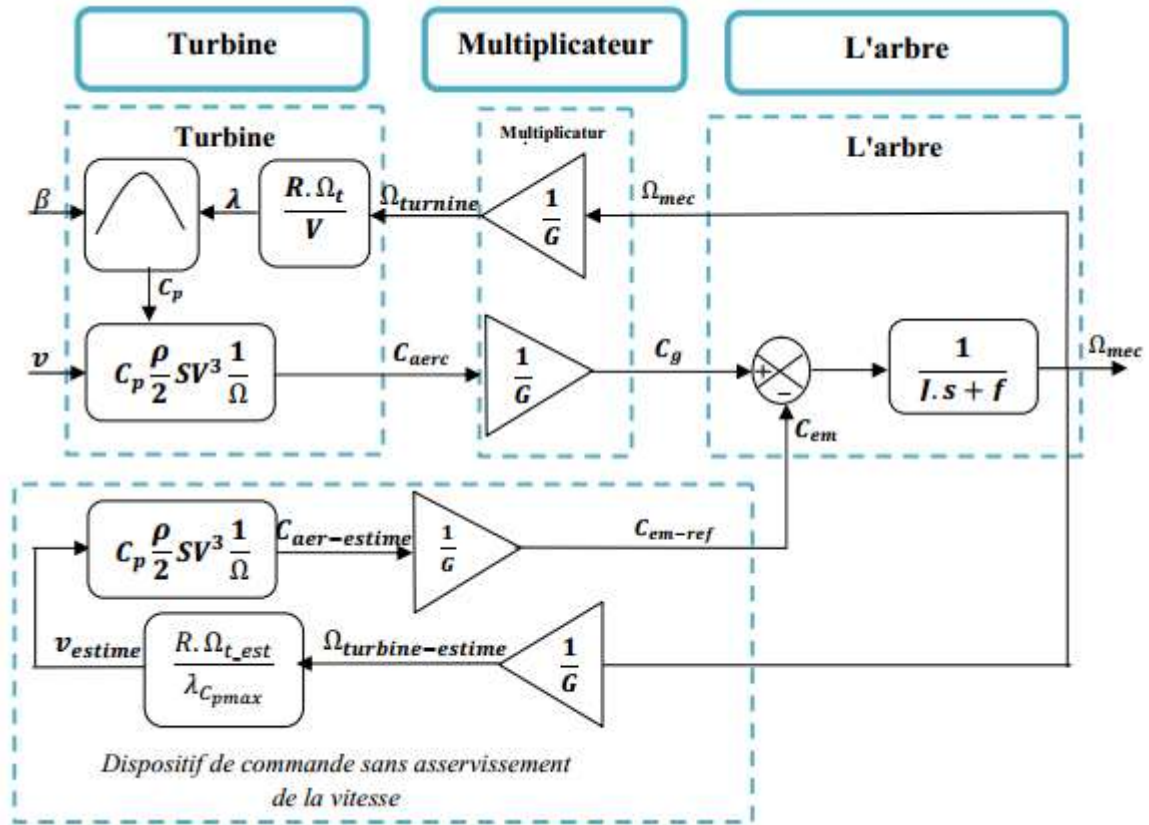 Turbine
Multiplicateur
L'arbre
Turbine
Multiplicatur
L'arbre
β
λ
R.Ω_t
V
Ω_turnine
1
G
Ω_mec
C_p
v
C_p ρ/2 SV^3 1/Ω
C_aerc
1
G
C_g
+
−
1
J.s + f
Ω_mec
C_em
C_p ρ/2 SV^3 1/Ω
C_aer−estime
1
G
C_em−ref
v_estime
R.Ω_t_est
λ_Cpmax
Ω_turbine−estime
1
G
Dispositif de commande sans asservissement
de la vitesse